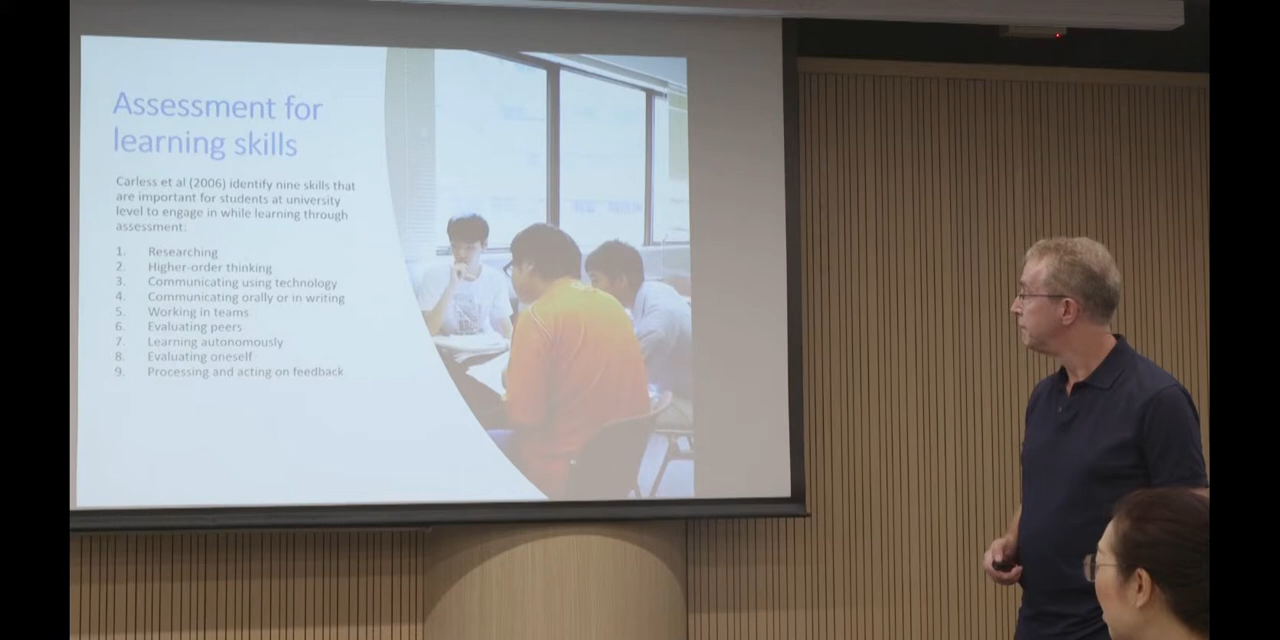 Assessment for
learning skills
Carless et al (2006) identify nine skills that
are important for students at university
level to engage in while learning through
assessment:
1. Researching
2. Higher-order thinking
3. Communicating using technology
4. Communicating orally or in writing
5. Working in teams
6. Evaluating peers
7. Learning autonomously
8. Evaluating oneself
9. Processing and acting on feedback